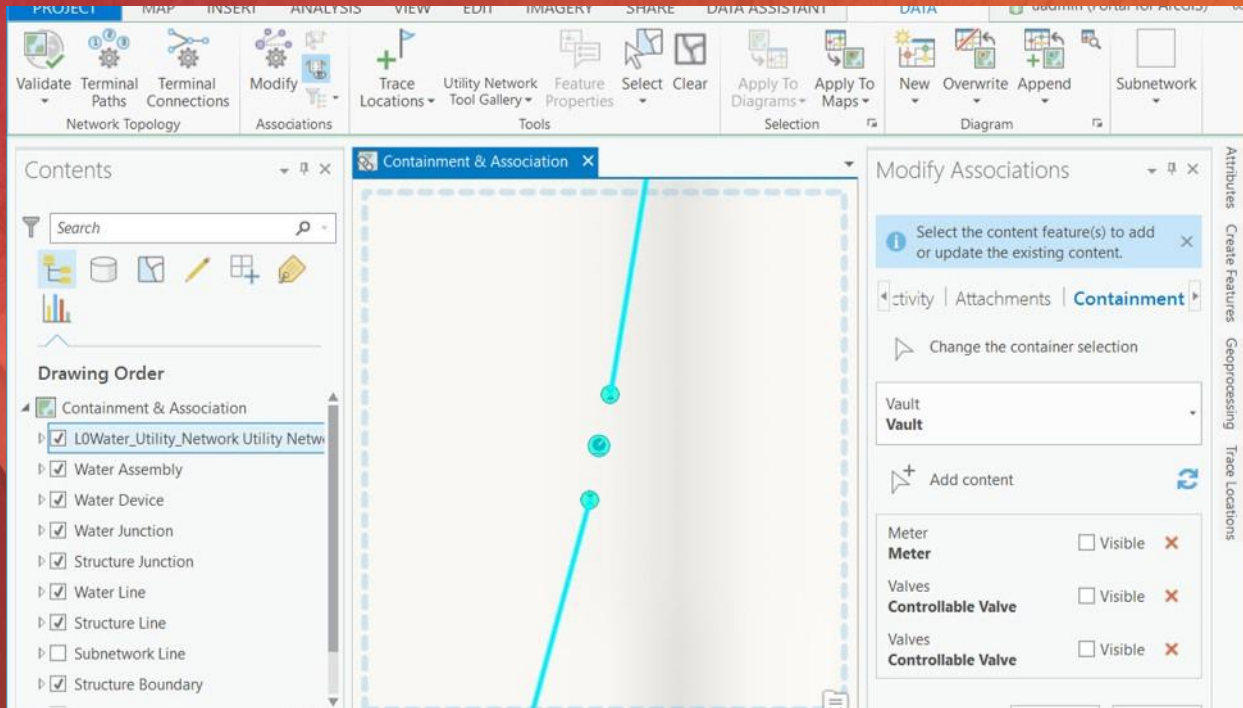 PROJECT MAP INSERT ANALYSIS VIEW EDIT IMAGERY SHARE DATA ASSISTANT DATA
Validate Terminal Paths Terminal Connections Modify Trace Locations Utility Network Tool Gallery Feature Properties Select Clear Apply To Diagrams Apply To Maps New Overwrite Append Subnetwork
Network Topology Associations Tools Selection Diagram
Contents
Search
Drawing Order
Containment & Association
L0Water_Utility_Network Utility Netw
Water Assembly
Water Device
Water Junction
Structure Junction
Water Line
Structure Line
Subnetwork Line
Structure Boundary
Containment & Association
Modify Associations
Select the content feature(s) to add
or update the existing content.
ctivity | Attachments | Containment
Change the container selection
Vault
Vault
Add content
Meter
Meter
Visible
Valves
Controllable Valve
Visible
Valves
Controllable Valve
Visible
Attributes
Create Features
Geoprocessing
Trace Locations